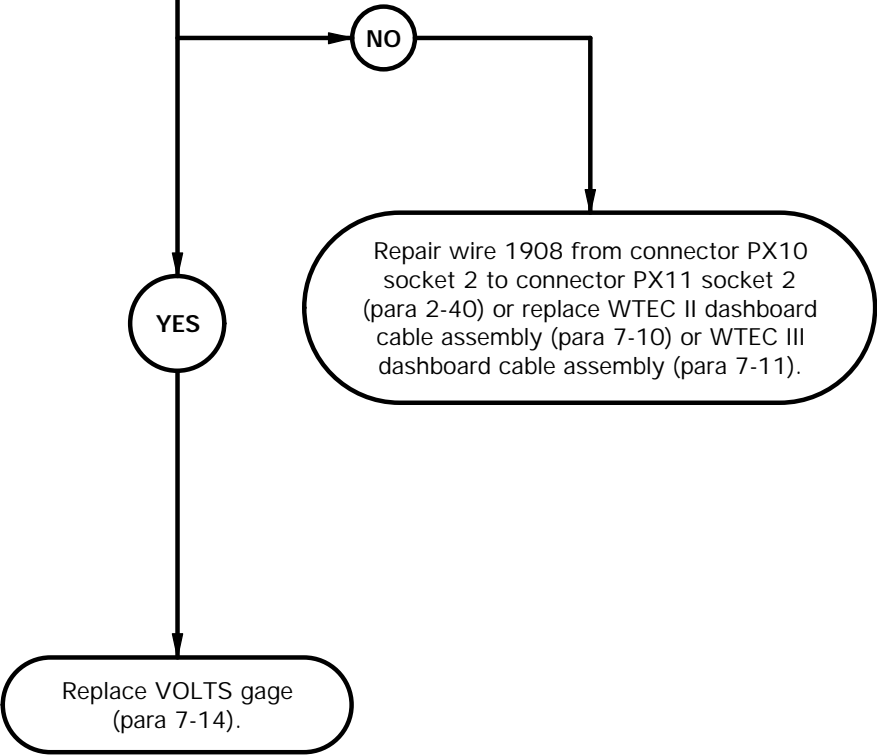 NO
Repair wire 1908 from connector PX10
socket 2 to connector PX11 socket 2
(para 2-40) or replace WTEC II dashboard
cable assembly (para 7-10) or WTEC III
dashboard cable assembly (para 7-11).
YES
Replace VOLTS gage
(para 7-14).